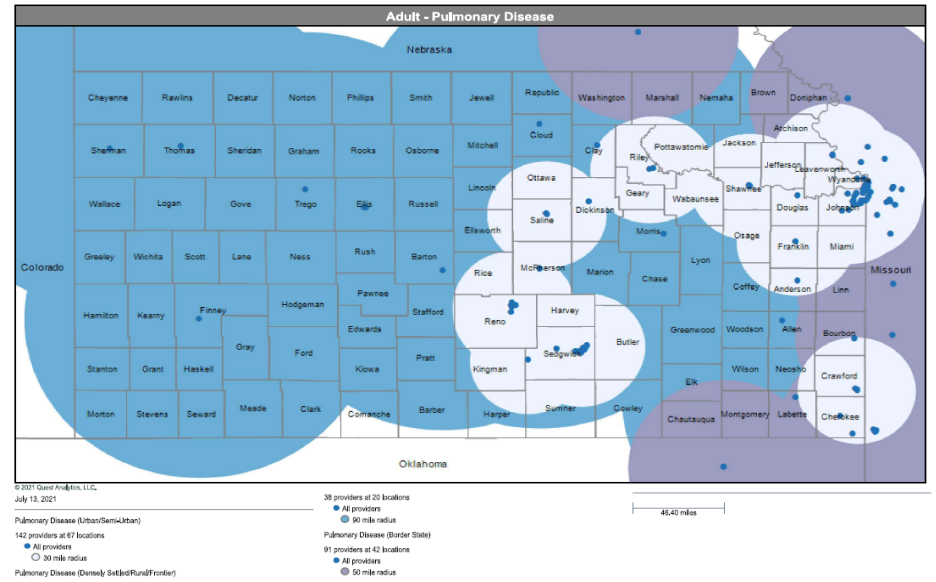 Adult - Pulmonary Disease
Nebraska
Cheyenne Rawlins Decatur Norton Phillips Smith Jewell Republic Washington Marshall Nemaha Brown Doniphan
Sherman Thomas Sheridan Graham Rooks Osborne Mitchell Cloud Clay Riley Pottawatomie Jackson Atchison
Jefferson Leavenworth
Wallace Logan Gove Trego Ellis Russell Lincoln Ottawa Geary Wabaunsee Shawnee Wyandotte
Saline Dickinson Douglas Johnson
Ellsworth Morris Osage
Colorado Greeley Wichita Scott Lane Ness Rush Barton Rice McPherson Marion Chase Lyon Franklin Miami Missouri
Hamilton Kearny Finney Hodgeman Pawnee Stafford Reno Harvey Coffey Anderson Linn
Edwards
Gray Ford Greenwood Woodson Allen Bourbon
Stanton Grant Haskell Kiowa Pratt Kingman Sedgwick Butler Elk Wilson Neosho Crawford
Morton Stevens Seward Meade Clark Comanche Barber Harper Sumner Cowley Chautauqua Montgomery Labette Cherokee
Oklahoma
© 2021 Quest Analytics, LLC.
July 13, 2021
Pulmonary Disease (Urban/Semi-Urban)
142 providers at 67 locations
All providers
30 mile radius
Pulmonary Disease (Densely Settled/Rural/Frontier)
38 providers at 20 locations
All providers
90 mile radius
Pulmonary Disease (Border State)
91 providers at 42 locations
All providers
50 mile radius
46.40 miles